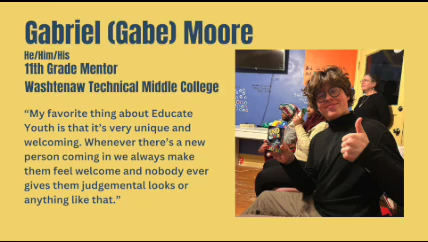 Gabriel (Gabe) Moore
He/Him/His
11th Grade Mentor
Washtenaw Technical Middle College
“My favorite thing about Educate
Youth is that it’s very unique and
welcoming. Whenever there’s a new
person coming in we always make
them feel welcome and nobody ever
gives them judgemental looks or
anything like that.”